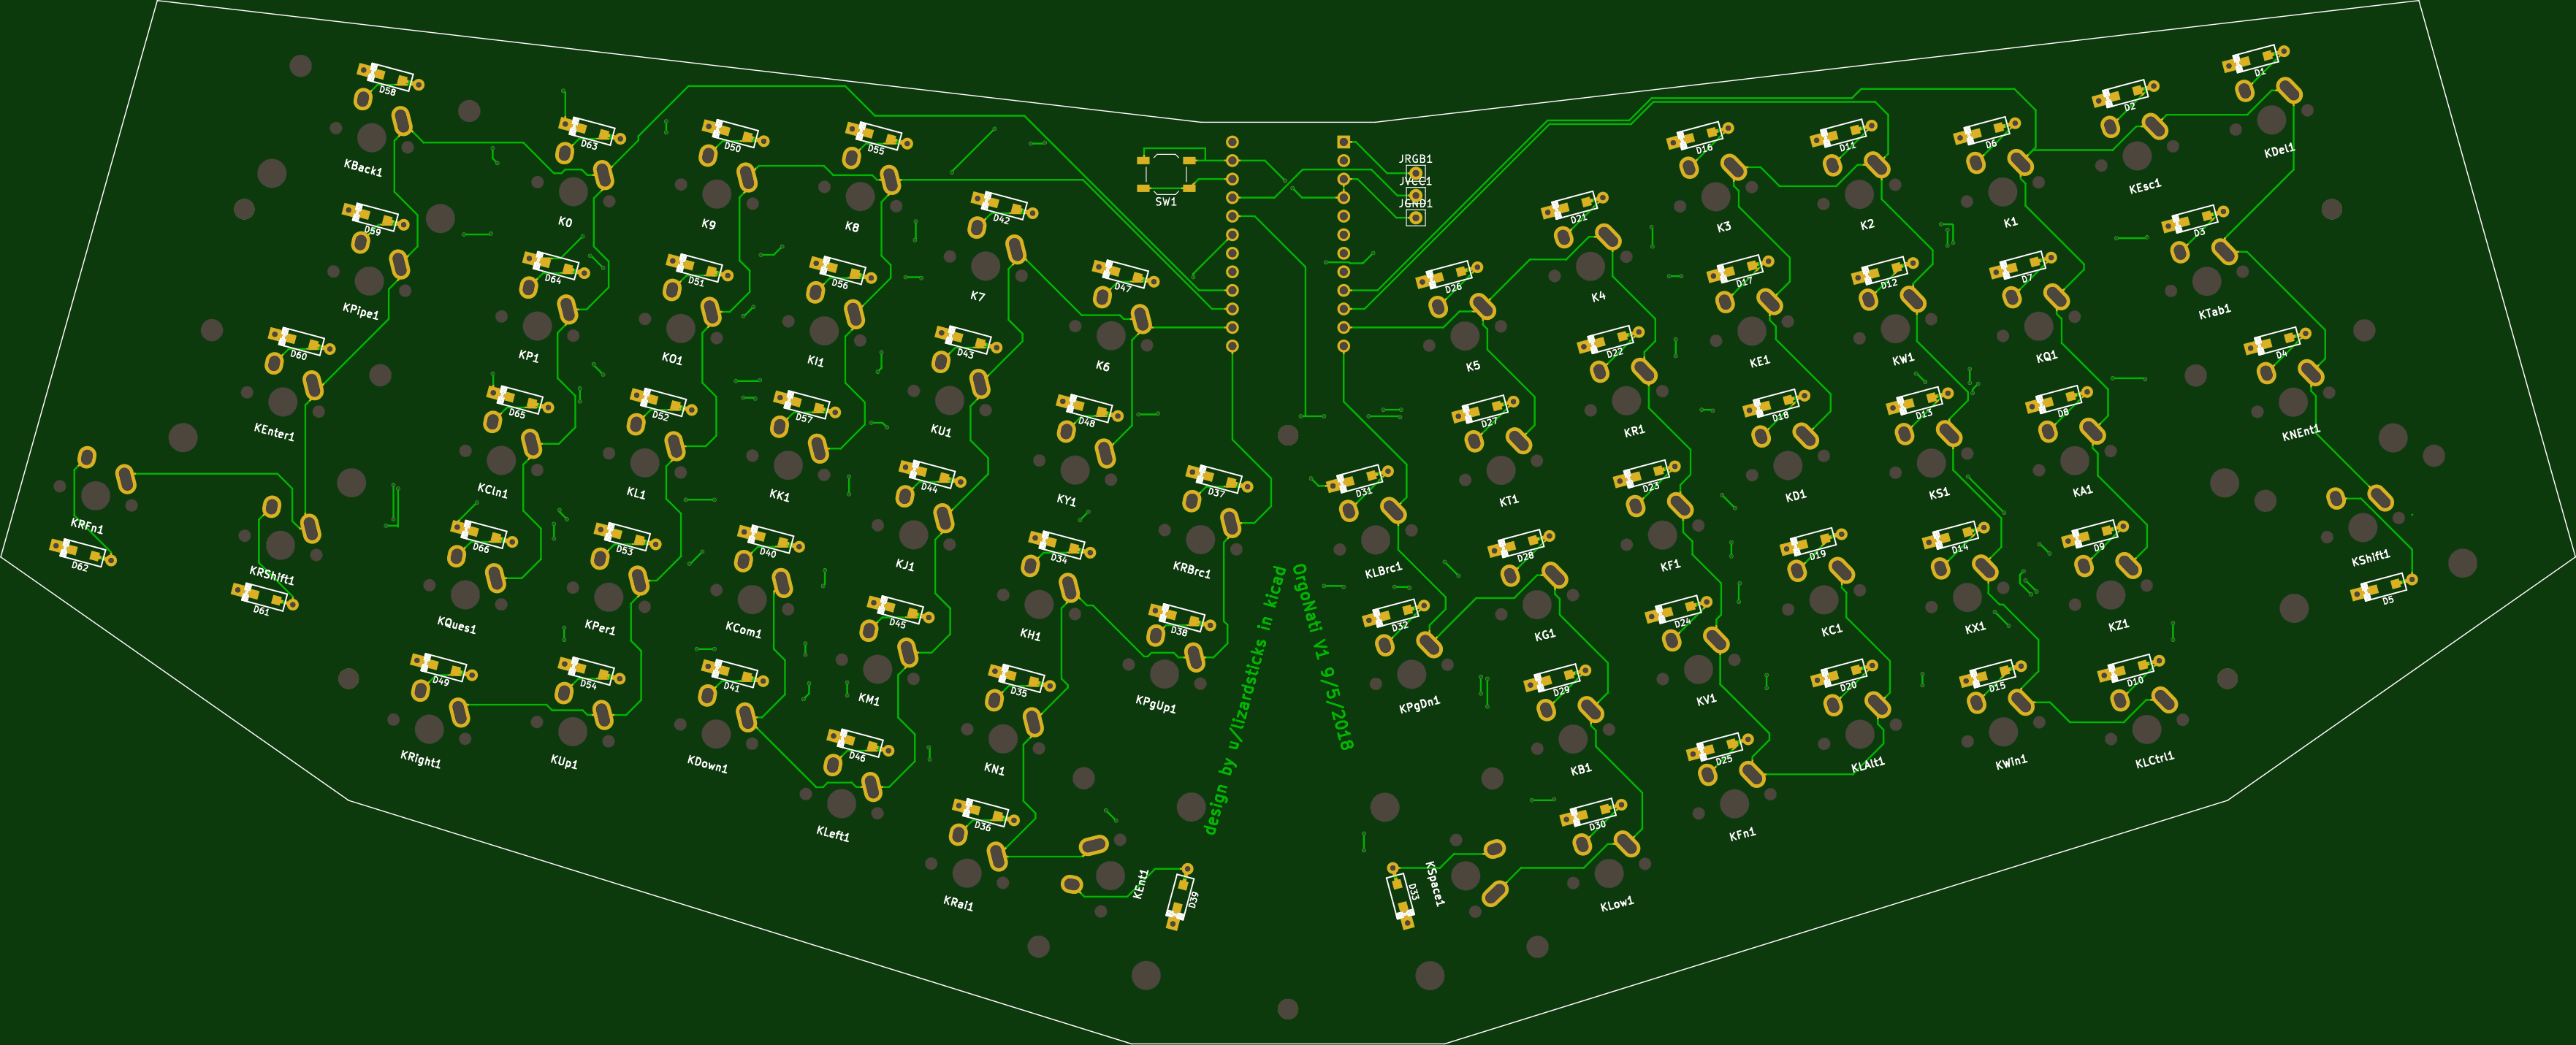 D58
KBack1
D63
K0
D50
K9
D55
K8
SW1
JRGB1
JVCC1
JGND1
D16
K3
D11
K2
D6
K1
D2
KEsc1
D1
KDel1
D59
KPipe1
D64
KP1
D51
KO1
D56
KI1
D42
K7
D47
K6
D26
K5
D21
K4
D17
KE1
D12
KW1
D7
KQ1
D3
KTab1
D60
KEnter1
D65
KCln1
D52
KL1
D57
KK1
D43
KU1
D48
KY1
D27
KT1
D22
KR1
D18
KD1
D13
KS1
D8
KA1
D4
KNEnt1
KRFn1
D62
KRShift1
D61
D66
KQues1
D53
KPer1
D40
KCom1
D44
KJ1
D34
KH1
D37
KRBrc1
D31
KLBrc1
D28
KG1
D23
KF1
D19
KC1
D14
KX1
D9
KZ1
KShift1
D5
D49
KRight1
D54
KUp1
D41
KDown1
D45
KM1
D35
KN1
D38
KPgUp1
design by u/lizardsticks in kicad
OrgoNati V1 9/5/2018
D32
KPgDn1
D29
KB1
D24
KV1
D20
KLAlt1
D15
KWin1
D10
KLCtrl1
D46
KLeft1
D36
KRai1
KEnt1
D39
D33
KSpace1
D30
KLow1
D25
KFn1